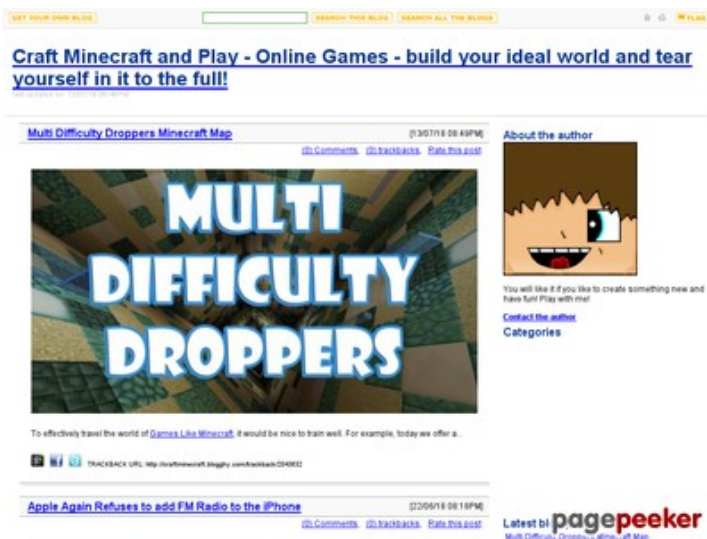 GET YOUR OWN BLOG
SEARCH THIS BLOG
SEARCH ALL THE BLOGS
FLAG
Craft Minecraft and Play - Online Games - build your ideal world and tear
yourself in it to the full!
Multi Difficulty Droppers Minecraft Map
[13/07/18 08:49PM]
(0) Comments, (0) trackbacks, Rate this post
MULTI
DIFFICULTY
DROPPERS
To effectively travel the world of Games Like Minecraft, it would be nice to train well. For example, today we offer a...
TRACKBACK URL:
Apple Again Refuses to add FM Radio to the iPhone
[22/06/18 08:18PM]
(0) Comments, (0) trackbacks, Rate this post
About the author
You will like it if you like to create something new and
have fun! Play with me!
Contact the author
Categories
Latest
pagepeeker